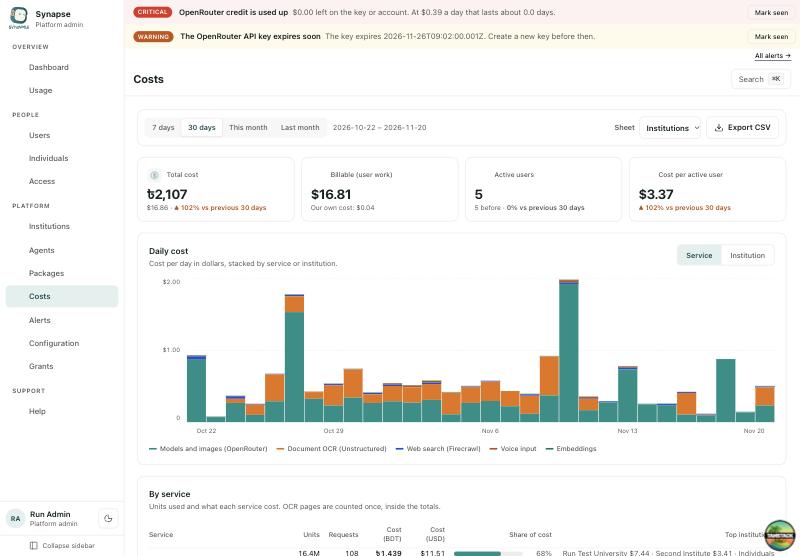 SYNAPSE
Synapse
Platform admin
OVERVIEW
Dashboard
Usage
PEOPLE
Users
Individuals
Access
PLATFORM
Institutions
Agents
Packages
Costs
Alerts
Configuration
Grants
SUPPORT
Help
RA
Run Admin
Platform admin
Collapse sidebar
CRITICAL OpenRouter credit is used up $0.00 left on the key or account. At $0.39 a day that lasts about 0.0 days. Mark seen
WARNING The OpenRouter API key expires soon The key expires 2026-11-26T09:02:00.001Z. Create a new key before then. Mark seen
All alerts →
Costs
Search ⌘K
7 days 30 days This month Last month 2026-10-22 – 2026-11-20
Sheet Institutions Export CSV
Total cost
৳2,107
$16.86 · ▲ 102% vs previous 30 days
Billable (user work)
$16.81
Our own cost: $0.04
Active users
5
5 before · 0% vs previous 30 days
Cost per active user
$3.37
▲ 102% vs previous 30 days
Daily cost
Cost per day in dollars, stacked by service or institution.
Service Institution
$2.00
$1.00
0
Oct 22 Oct 29 Nov 6 Nov 13 Nov 20
Models and images (OpenRouter) Document OCR (Unstructured) Web search (Firecrawl) Voice input Embeddings
By service
Units used and what each service cost. OCR pages are counted once, inside the totals.
Service Units Requests Cost (BDT) Cost (USD) Share of cost
16.4M 108 ৳1,439 $11.51 68% Run Test University $7.44 · Second Institute $3.41 · Individuals